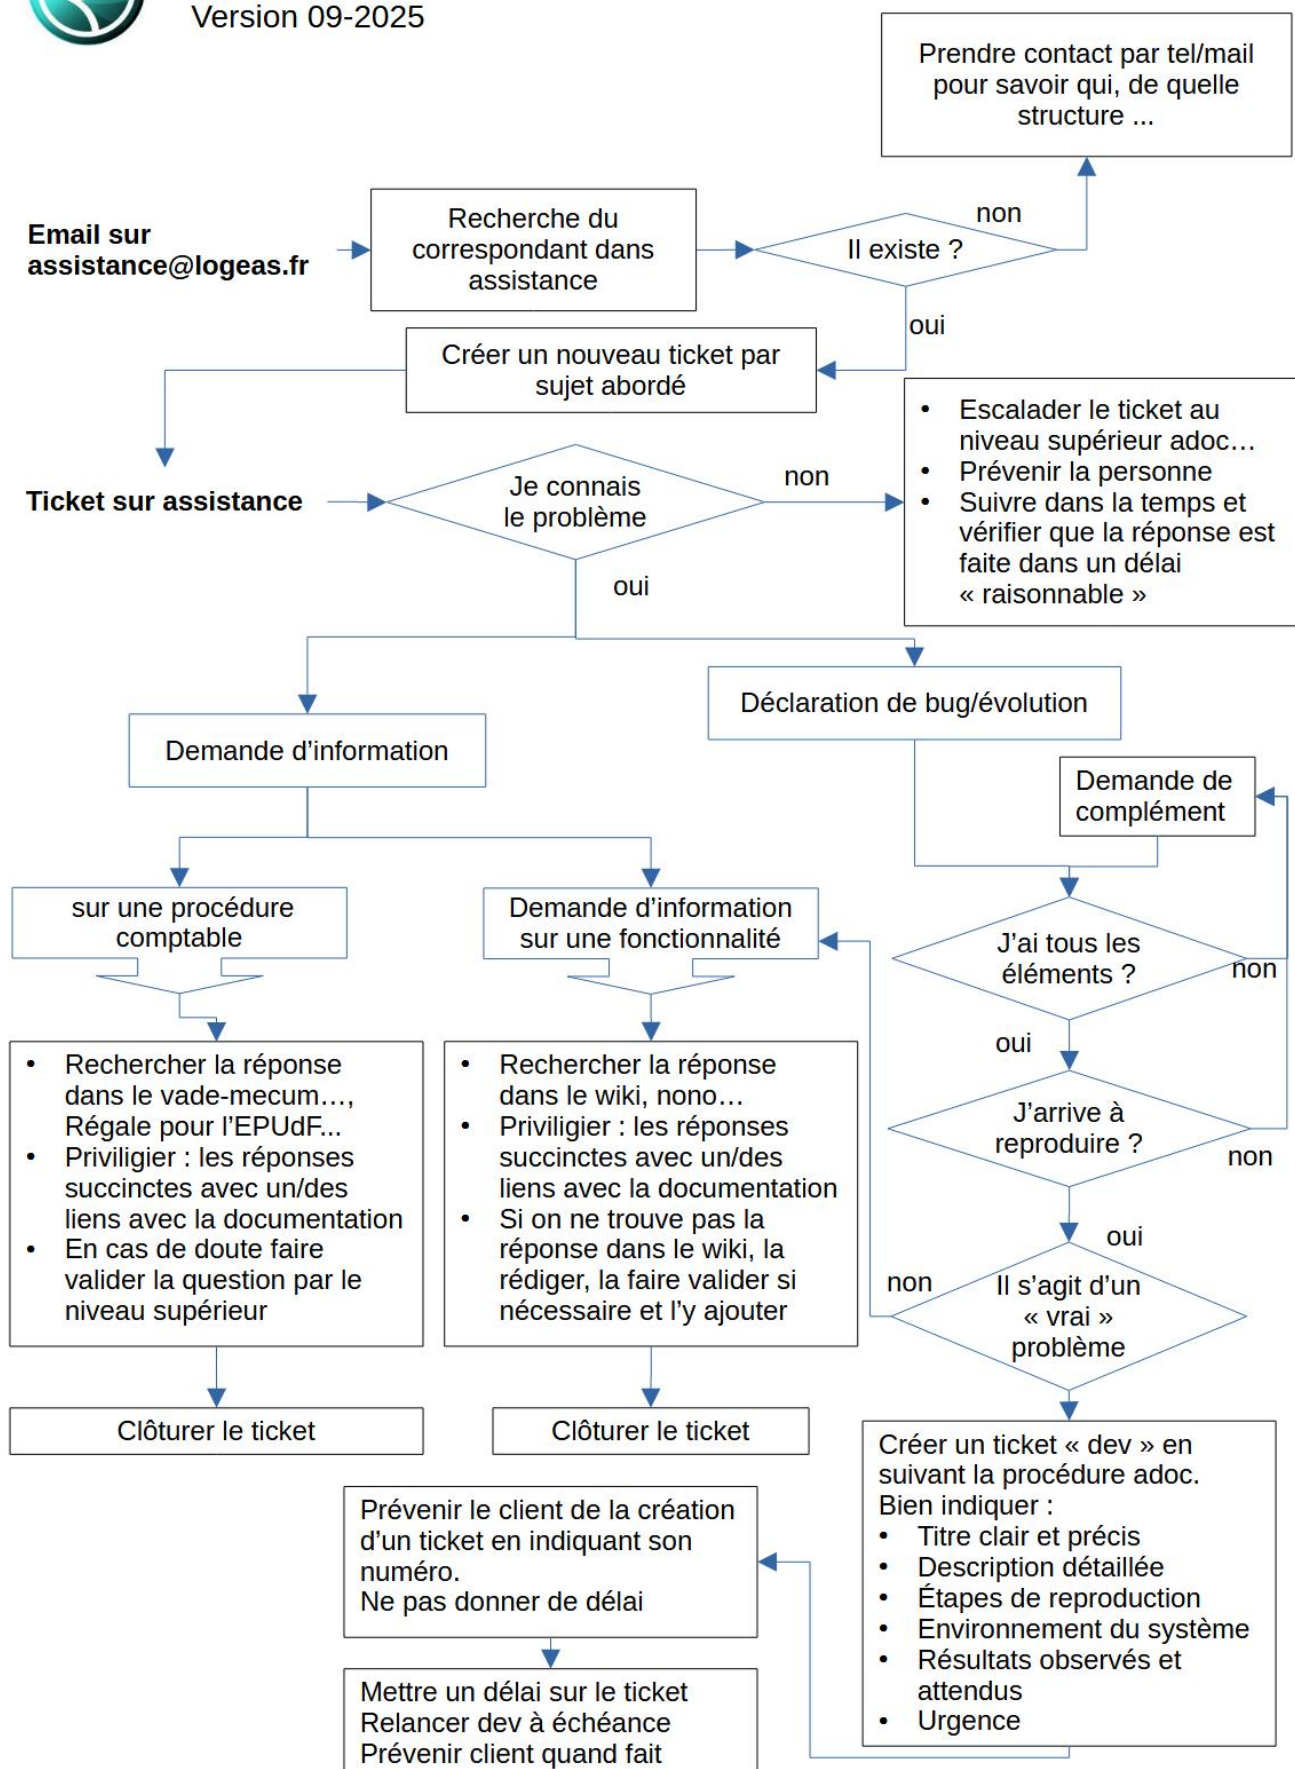 Version 09-2025
Prendre contact par tel/mail
pour savoir qui, de quelle
structure ...
Email sur
assistance@logeas.fr
Recherche du
correspondant dans
assistance
Il existe ?
non
oui
Créer un nouveau ticket par
sujet abordé
• Escalader le ticket au
niveau supérieur adoc…
• Prévenir la personne
• Suivre dans la temps et
vérifier que la réponse est
faite dans un délai
« raisonnable »
Ticket sur assistance
Je connais
le problème
non
oui
Déclaration de bug/évolution
Demande d’information
Demande de
complément
sur une procédure
comptable
Demande d’information
sur une fonctionnalité
J’ai tous les
éléments ?
non
oui
• Rechercher la réponse
dans le vade-mecum…,
Régale pour l’EPUdF...
• Priviligier : les réponses
succinctes avec un/des
liens avec la documentation
• En cas de doute faire
valider la question par le
niveau supérieur
• Rechercher la réponse
dans le wiki, nono…
• Priviligier : les réponses
succinctes avec un/des
liens avec la documentation
• Si on ne trouve pas la
réponse dans le wiki, la
rédiger, la faire valider si
nécessaire et l’y ajouter
J’arrive à
reproduire ?
non
oui
non
Il s’agit d’un
« vrai »
problème
Clôturer le ticket
Clôturer le ticket
Créer un ticket « dev » en
suivant la procédure adoc.
Bien indiquer :
• Titre clair et précis
• Description détaillée
• Étapes de reproduction
• Environnement du système
• Résultats observés et
attendus
• Urgence
Prévenir le client de la création
d’un ticket en indiquant son
numéro.
Ne pas donner de délai
Mettre un délai sur le ticket
Relancer dev à échéance
Prévenir client quand fait